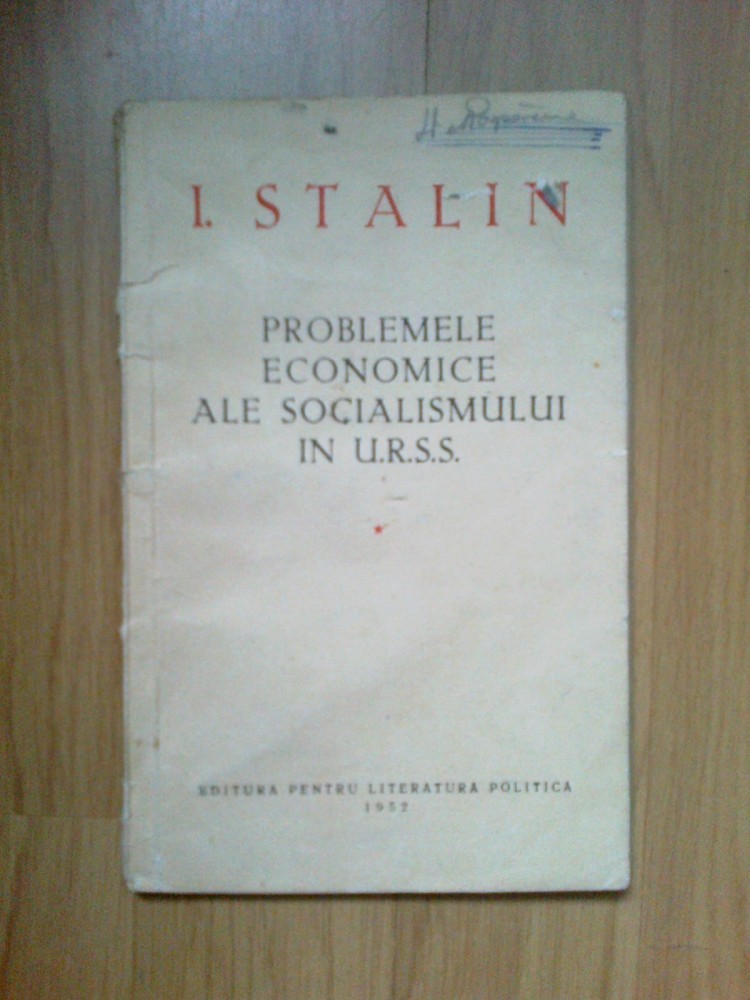 I. STALIN
PROBLEMELE
ECONOMICE
ALE SOCIALISMULUI
IN U.R.S.S.
EDITURA PENTRU LITERATURA POLITICA
1952